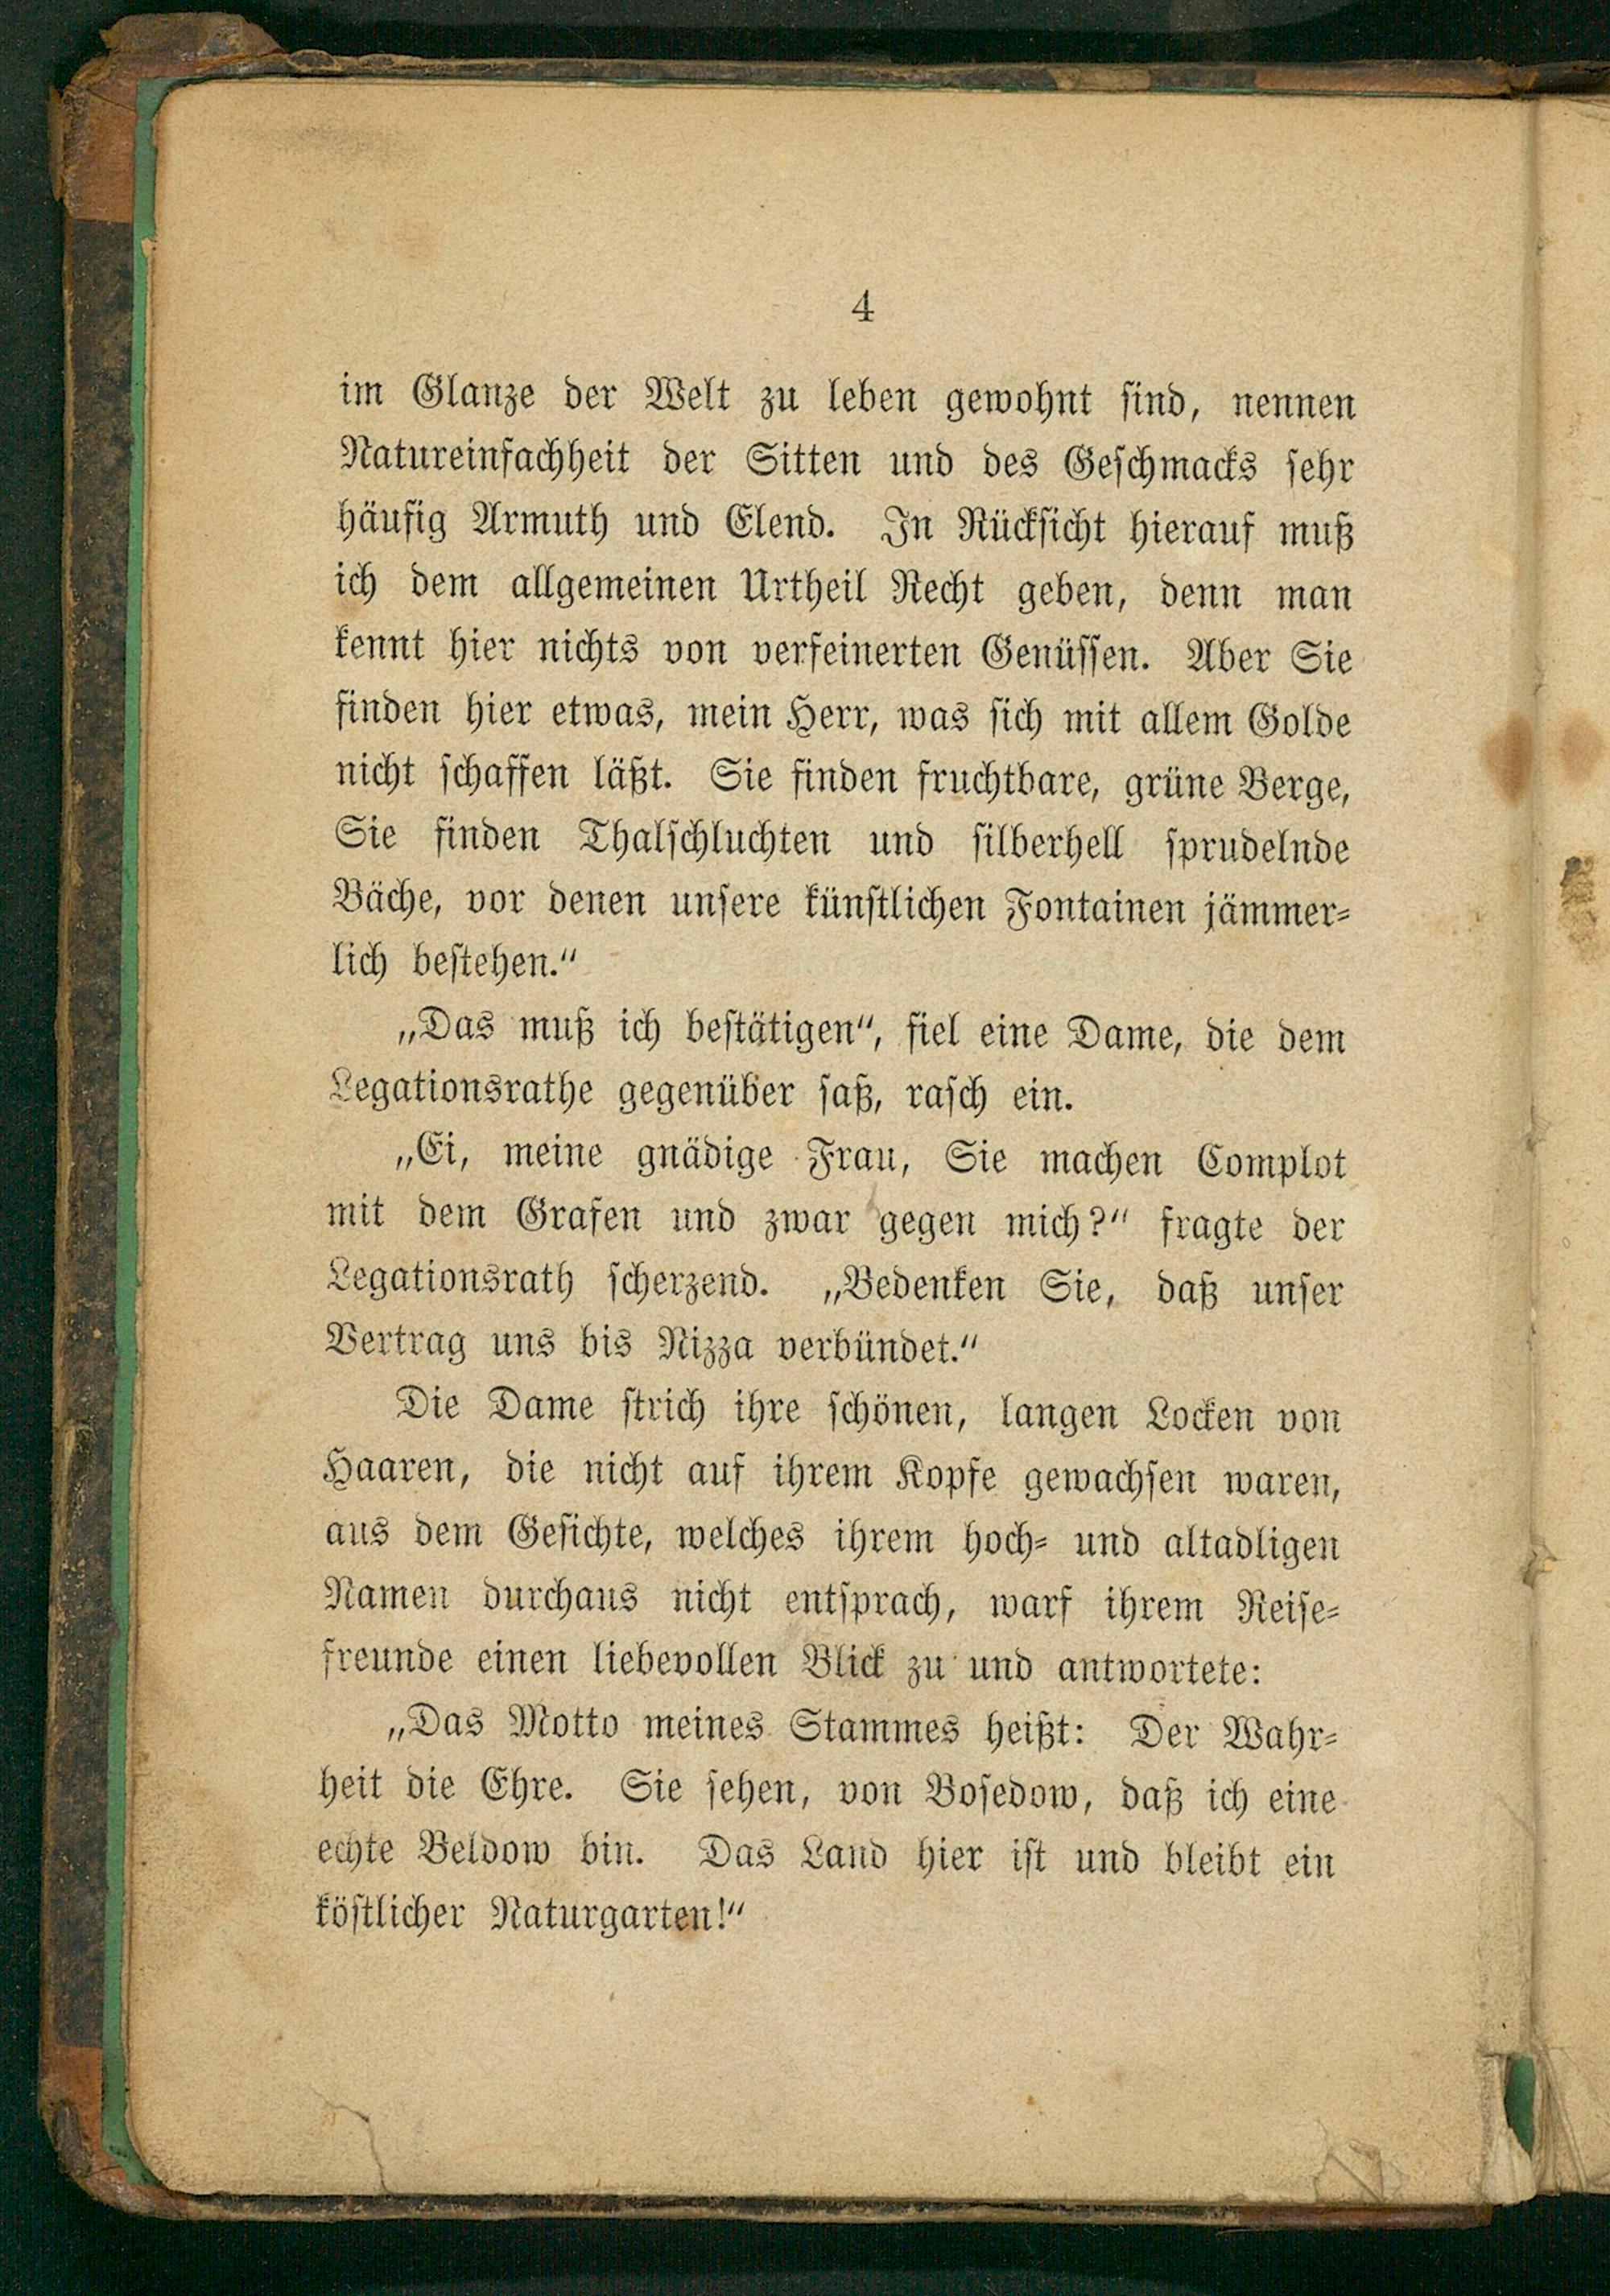 4
im Glanze der Welt zu leben gewohnt sind, nennen
Natureinfachheit der Sitten und des Geschmacks sehr
häufig Armuth und Elend. In Rücksicht hierauf muß
ich dem allgemeinen Urtheil Recht geben, denn man
kennt hier nichts von verfeinerten Genüssen. Aber Sie
finden hier etwas, mein Herr, was sich mit allem Golde
nicht schaffen läßt. Sie finden fruchtbare, grüne Berge,
Sie finden Thalschluchten und silberhell sprudelnde
Bäche, vor denen unsere künstlichen Fontainen jämmer-
lich bestehen.“
„Das muß ich bestätigen“, fiel eine Dame, die dem
Legationsrathe gegenüber saß, rasch ein.
„Ei, meine gnädige Frau, Sie machen Complot
mit dem Grafen und zwar gegen mich?“ fragte der
Legationsrath scherzend. „Bedenken Sie, daß unser
Vertrag uns bis Nizza verbündet.“
Die Dame strich ihre schönen, langen Locken von
Haaren, die nicht auf ihrem Kopfe gewachsen waren,
aus dem Gesichte, welches ihrem hoch- und altadligen
Namen durchaus nicht entsprach, warf ihrem Reise-
freunde einen liebevollen Blick zu und antwortete:
„Das Motto meines Stammes heißt: Der Wahr-
heit die Ehre. Sie sehen, von Bosedow, daß ich eine
echte Beldow bin. Das Land hier ist und bleibt ein
köstlicher Naturgarten!“